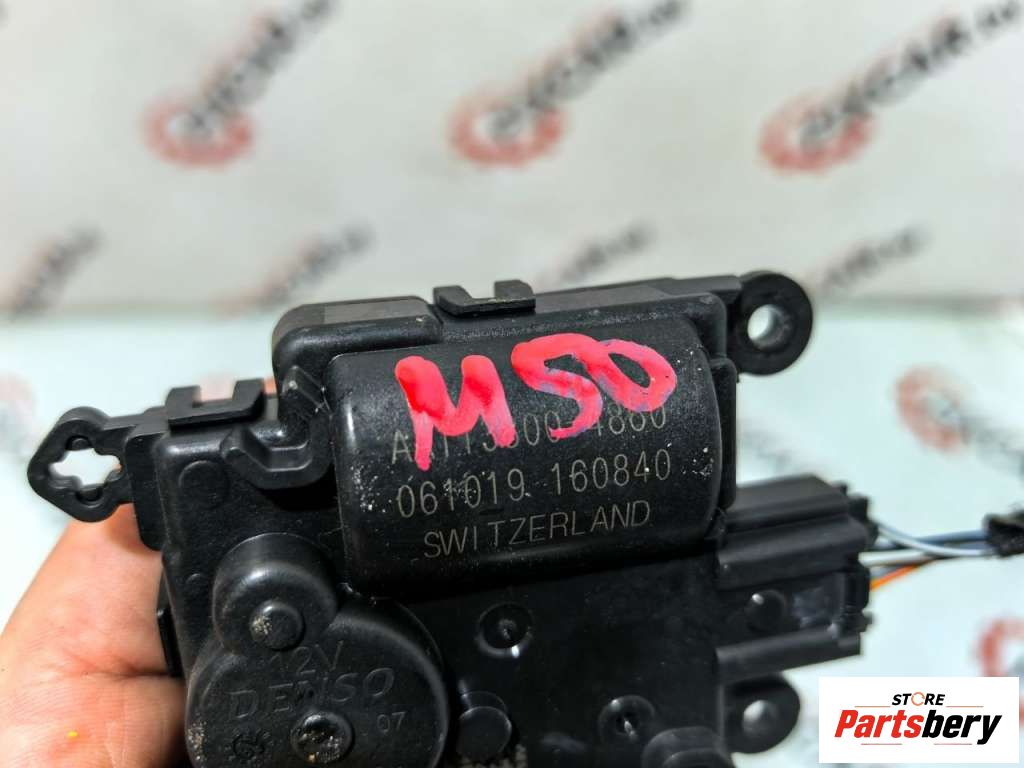 M50
061019 160840
SWITZERLAND
12V
DENSO
07
STORE
Partsbery